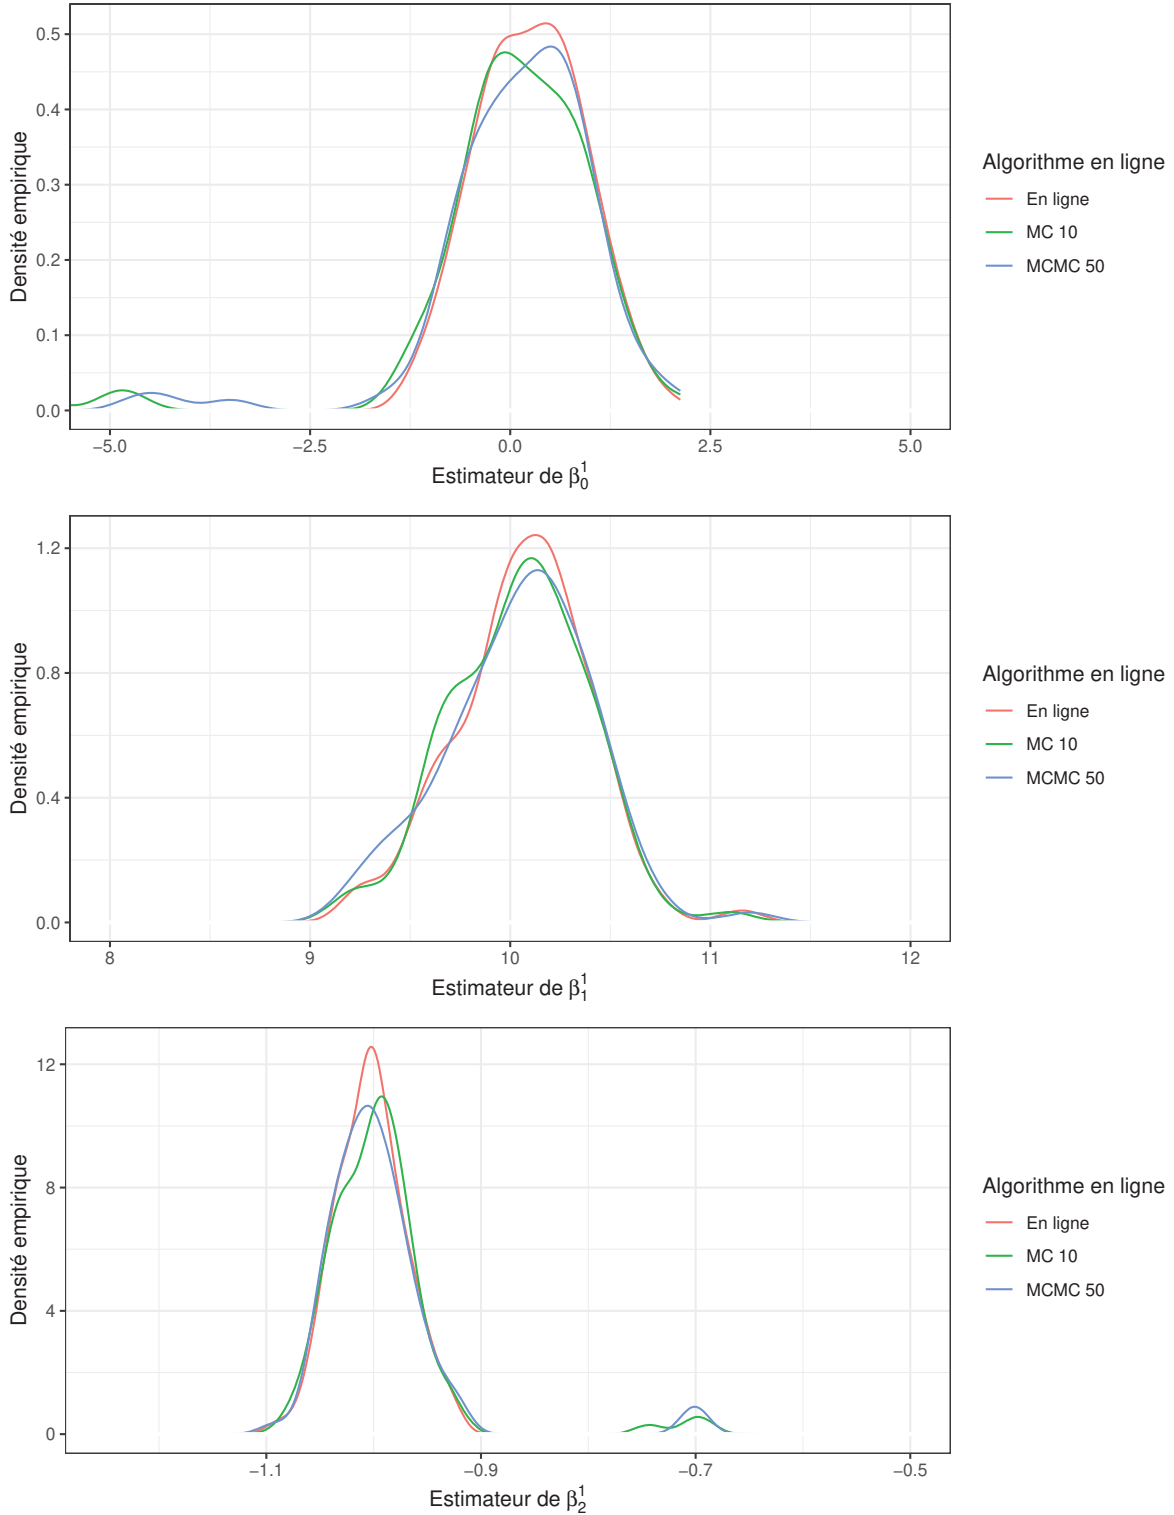 Densité empirique
0.5
0.4
0.3
0.2
0.1
0.0
−5.0
−2.5
0.0
2.5
5.0
Estimateur de β₀¹
Algorithme en ligne
En ligne
MC 10
MCMC 50
Densité empirique
1.2
0.8
0.4
0.0
8
9
10
11
12
Estimateur de β₁¹
Algorithme en ligne
En ligne
MC 10
MCMC 50
Densité empirique
12
8
4
0
−1.1
−0.9
−0.7
−0.5
Estimateur de β₂¹
Algorithme en ligne
En ligne
MC 10
MCMC 50